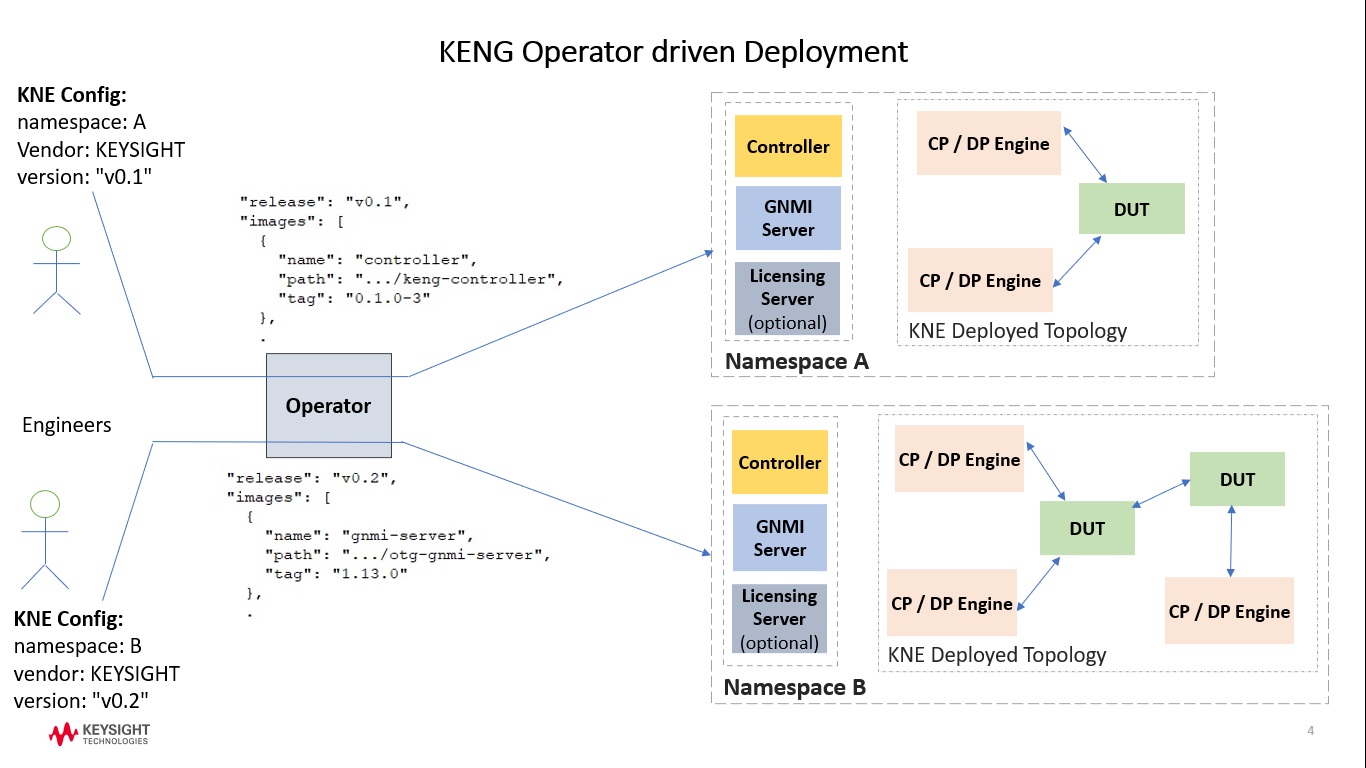 KENG Operator driven Deployment
KNE Config:
namespace: A
Vendor: KEYSIGHT
version: "v0.1"
"release": "v0.1",
"images": [
{
"name": "controller",
"path": ".../keng-controller",
"tag": "0.1.0-3"
},
.
Operator
Engineers
"release": "v0.2",
"images": [
{
"name": "gnmi-server",
"path": ".../otg-gnmi-server",
"tag": "1.13.0"
},
.
KNE Config:
namespace: B
vendor: KEYSIGHT
version: "v0.2"
Controller
GNMI
Server
Licensing
Server
(optional)
Namespace A
CP / DP Engine
DUT
CP / DP Engine
KNE Deployed Topology
Controller
GNMI
Server
Licensing
Server
(optional)
Namespace B
CP / DP Engine
DUT
DUT
CP / DP Engine
CP / DP Engine
KNE Deployed Topology
KEYSIGHT
TECHNOLOGIES
4